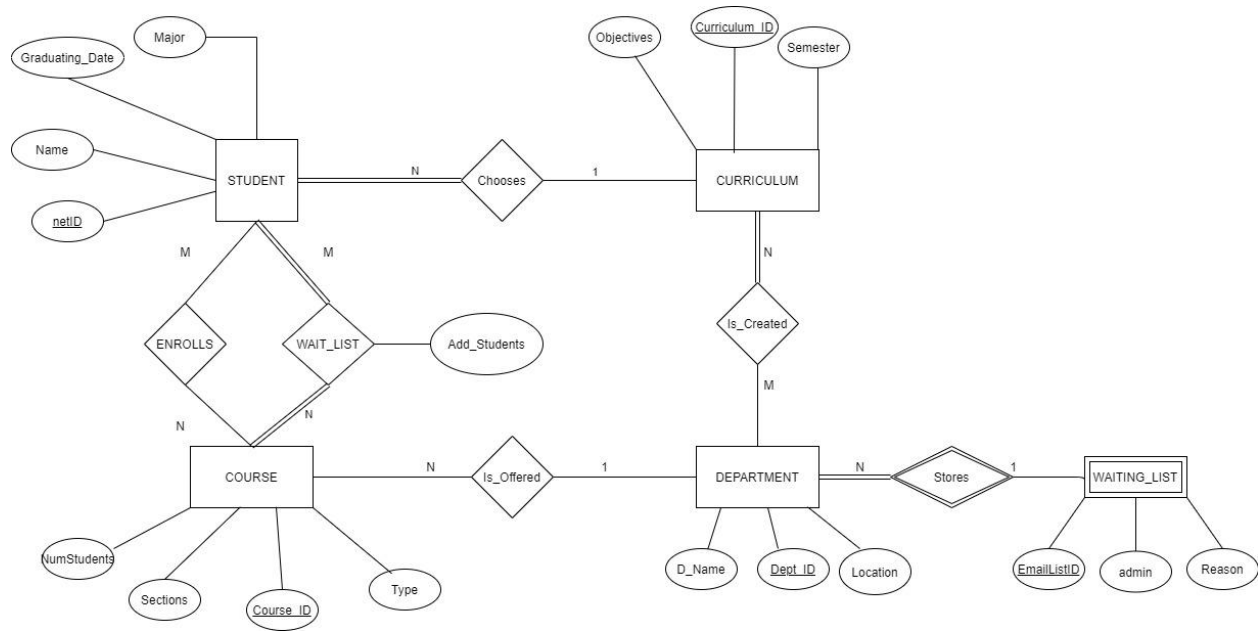 Major
Graduating_Date
Name
netID
STUDENT
N
Chooses
1
Objectives
Curriculum_ID
Semester
CURRICULUM
M
M
ENROLLS
WAIT_LIST
Add_Students
N
N
N
Is_Created
M
COURSE
N
Is_Offered
1
DEPARTMENT
N
Stores
1
WAITING_LIST
NumStudents
Sections
Course_ID
Type
D_Name
Dept_ID
Location
EmailListID
admin
Reason